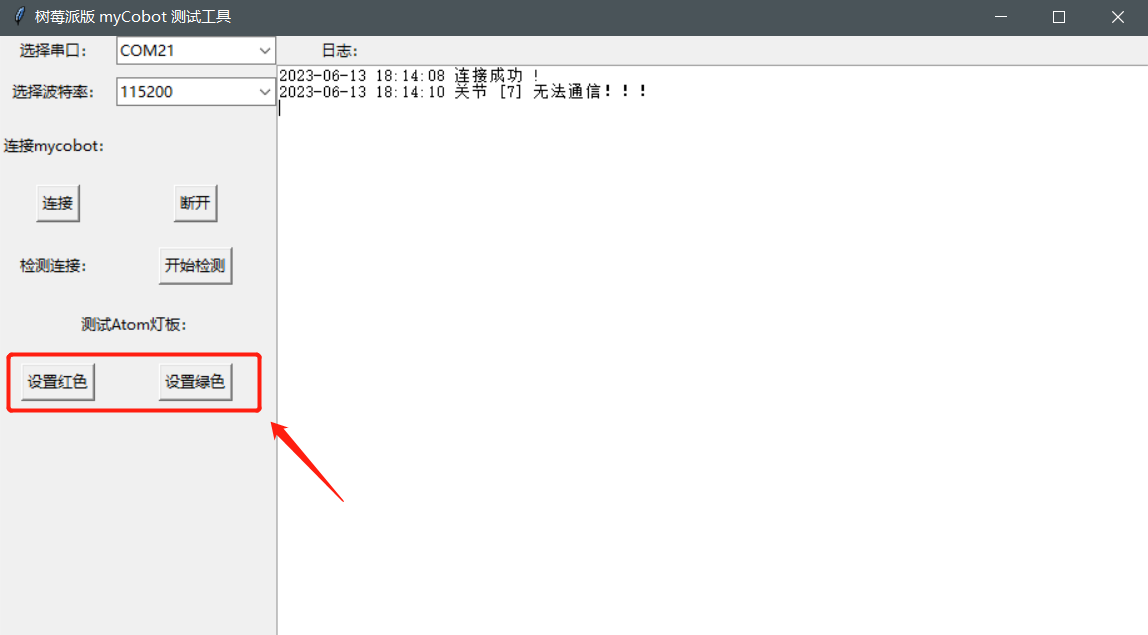 树莓派版 myCobot 测试工具
选择串口: COM21
日志:
选择波特率: 115200
2023-06-13 18:14:08 连接成功 !
2023-06-13 18:14:10 关节 [7] 无法通信!!!
连接mycobot:
连接 断开
检测连接: 开始检测
测试Atom灯板:
设置红色 设置绿色